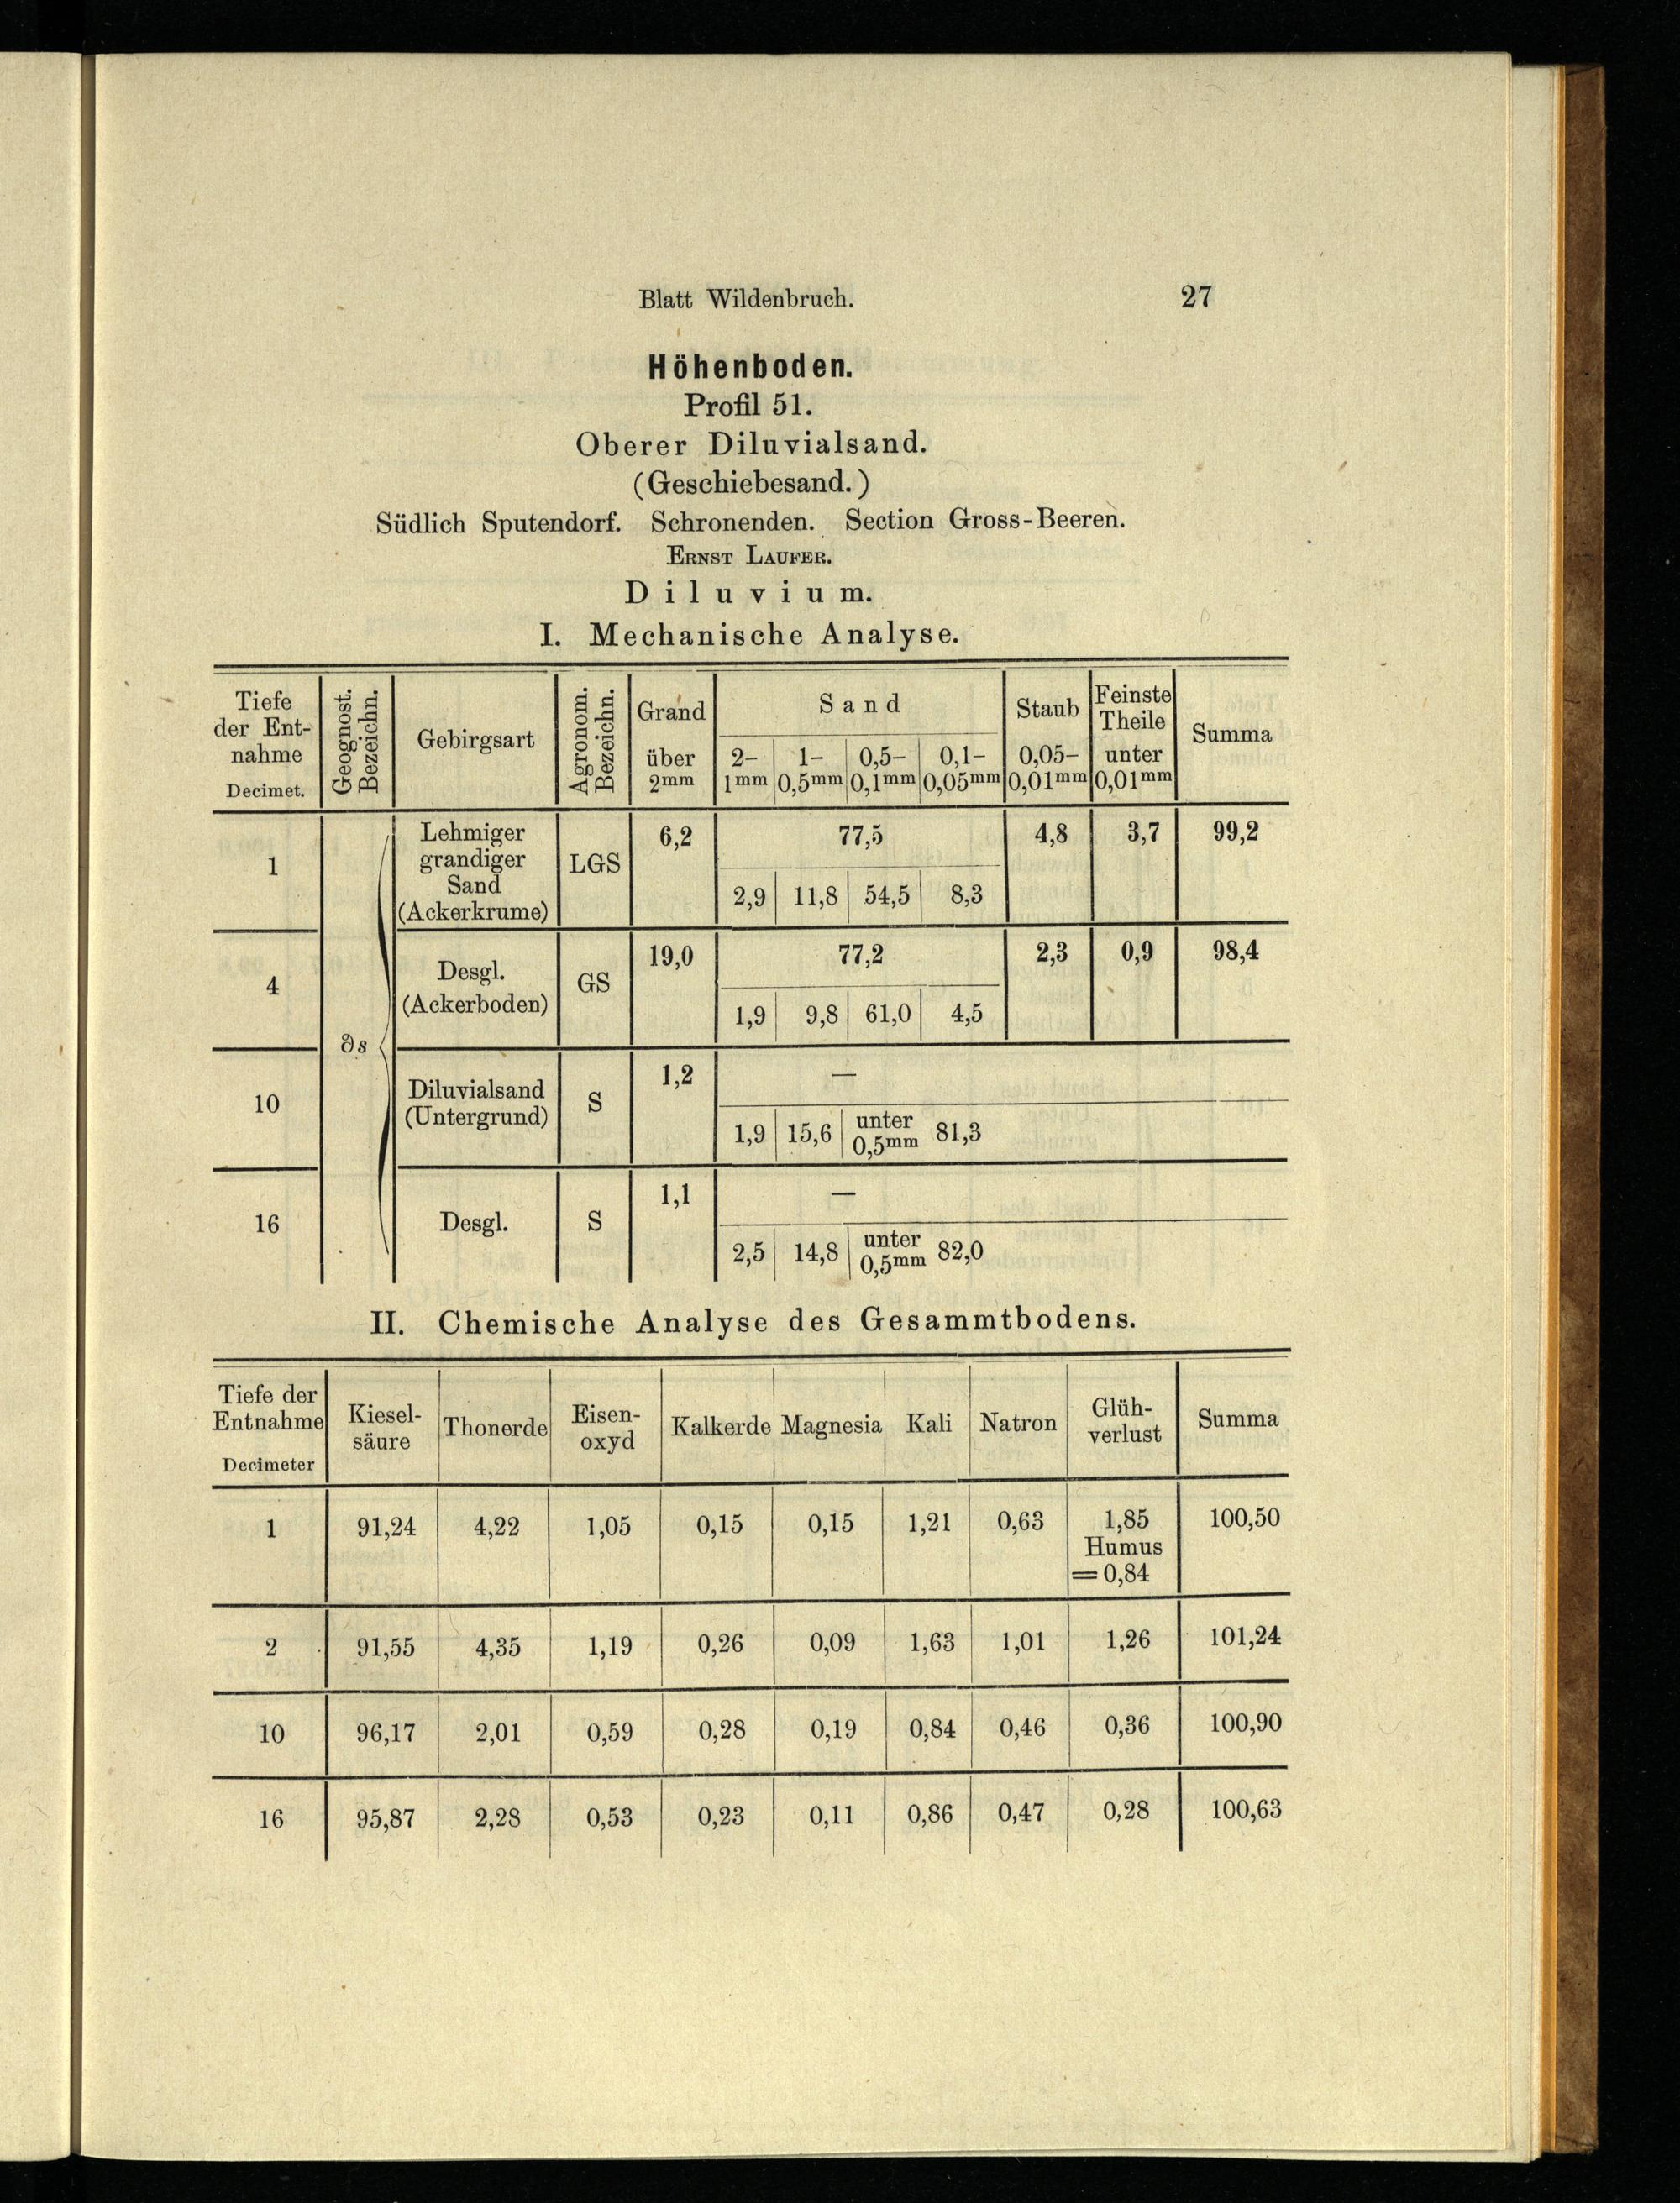 Blatt Wildenbruch. 27
Höhenboden.
Profil 51.
Oberer Diluvialsand.
(Geschiebesand.)
Südlich Sputendorf. Schronenden. Section Gross-Beeren.
Ernst Laufer.
Diluvium.
I. Mechanische Analyse.
Tiefe der Ent-nahme Decimet. | Geognost. Bezeichn. | Gebirgsart | Agronom. Bezeichn. | Grand über 2mm | Sand 2–1mm | 1–0,5mm | 0,5–0,1mm | 0,1–0,05mm | Staub 0,05–0,01mm | Feinste Theile unter 0,01mm | Summa
1 | ∂s | Lehmiger grandiger Sand (Ackerkrume) | LGS | 6,2 | 77,5 | 4,8 | 3,7 | 99,2
2,9 | 11,8 | 54,5 | 8,3
4 | Desgl. (Ackerboden) | GS | 19,0 | 77,2 | 2,3 | 0,9 | 98,4
1,9 | 9,8 | 61,0 | 4,5
10 | Diluvialsand (Untergrund) | S | 1,2 | —
1,9 | 15,6 | unter 0,5mm 81,3
16 | Desgl. | S | 1,1 | —
2,5 | 14,8 | unter 0,5mm 82,0
II. Chemische Analyse des Gesammtbodens.
Tiefe der Entnahme Decimeter | Kiesel-säure | Thonerde | Eisen-oxyd | Kalkerde | Magnesia | Kali | Natron | Glüh-verlust | Summa
1 | 91,24 | 4,22 | 1,05 | 0,15 | 0,15 | 1,21 | 0,63 | 1,85 Humus = 0,84 | 100,50
2 | 91,55 | 4,35 | 1,19 | 0,26 | 0,09 | 1,63 | 1,01 | 1,26 | 101,24
10 | 96,17 | 2,01 | 0,59 | 0,28 | 0,19 | 0,84 | 0,46 | 0,36 | 100,90
16 | 95,87 | 2,28 | 0,53 | 0,23 | 0,11 | 0,86 | 0,47 | 0,28 | 100,63